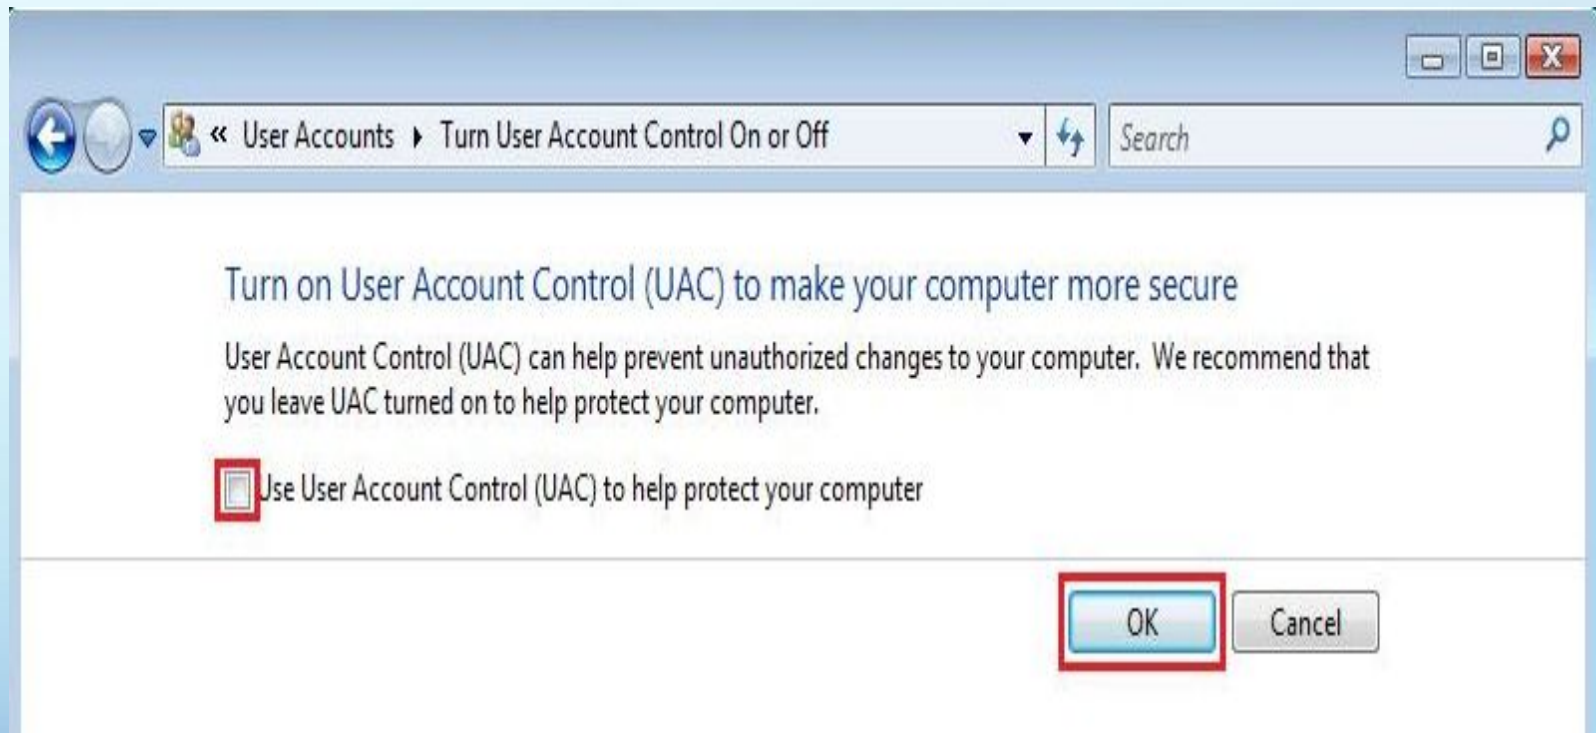 « User Accounts ▸ Turn User Account Control On or Off
Search
Turn on User Account Control (UAC) to make your computer more secure
User Account Control (UAC) can help prevent unauthorized changes to your computer. We recommend that
you leave UAC turned on to help protect your computer.
Use User Account Control (UAC) to help protect your computer
OK
Cancel